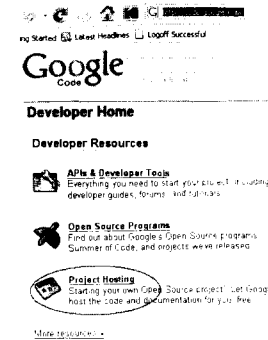 ng Started Latest Headlines Logoff Successful
Google
Code
Developer Home
Developer Resources
APIs & Developer Tools
Everything you need to start your project including
developer guides, forums and tutorials
Open Source Programs
Find out about Google's Open Source programs
Summer of Code, and projects we've released
Project Hosting
Starting your own Open Source project? Let Goog
host the code and documentation for you, free
More resources